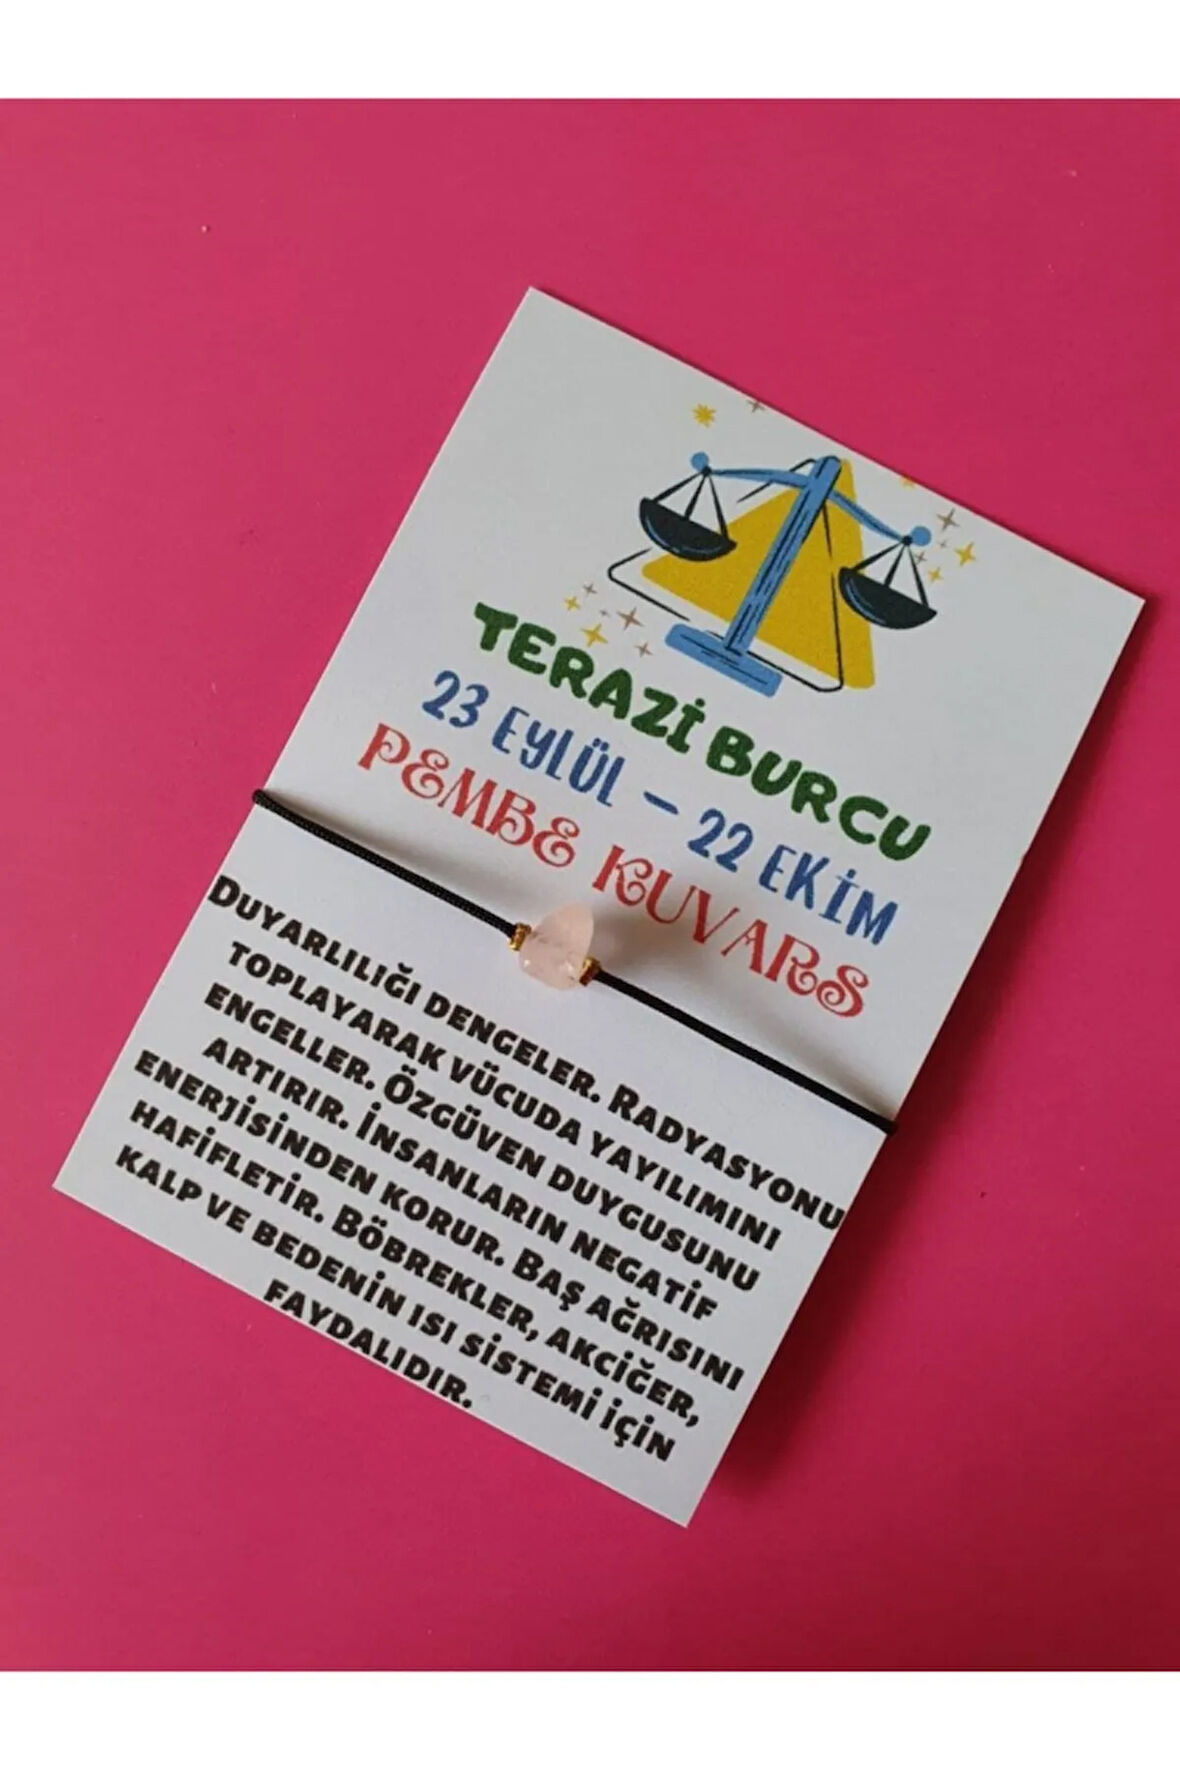 TERAZİ BURCU
23 EYLÜL – 22 EKİM
PEMBE KUVARS
DUYARLILIĞI DENGELER. RADYASYONU
TOPLAYARAK VÜCUDA YAYILIMINI
ENGELLER. ÖZGÜVEN DUYGUSUNU
ARTIRIR. İNSANLARIN NEGATİF
ENERJİSİNDEN KORUR. BAŞ AĞRISINI
HAFİFLETİR. BÖBREKLER, AKCİĞER,
KALP VE BEDENİN ISI SİSTEMİ İÇİN
FAYDALIDIR.